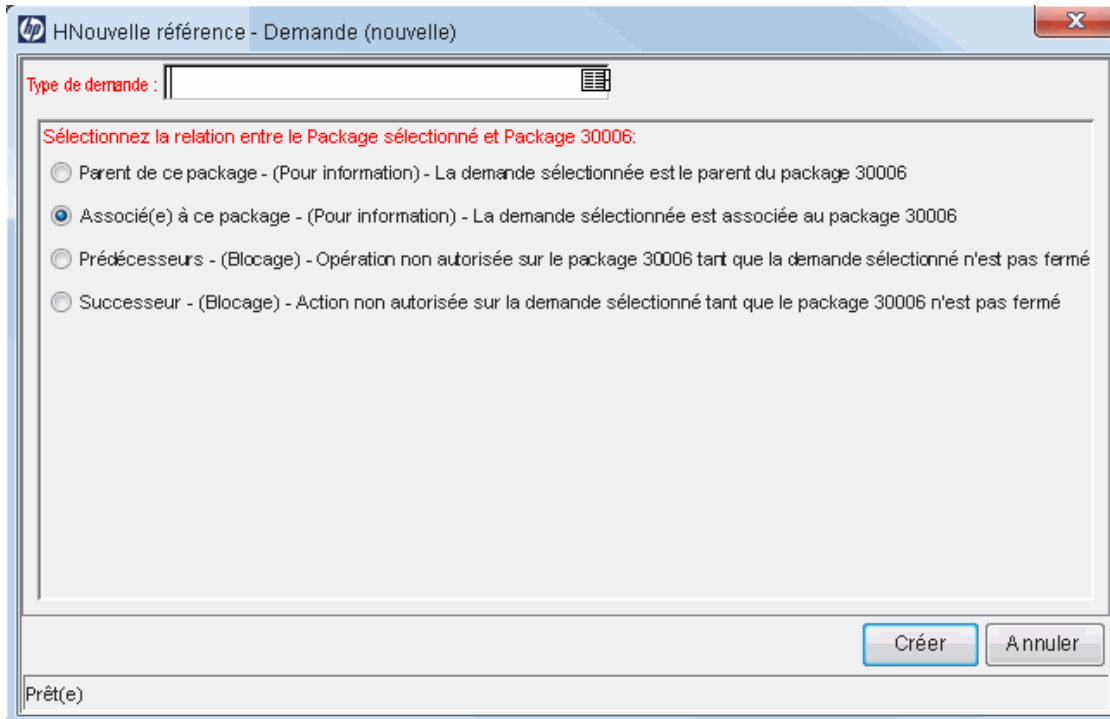 hp HNouvelle référence - Demande (nouvelle)
Type de demande :
Sélectionnez la relation entre le Package sélectionné et Package 30006:
Parent de ce package - (Pour information) - La demande sélectionnée est le parent du package 30006
Associé(e) à ce package - (Pour information) - La demande sélectionnée est associée au package 30006
Prédécesseurs - (Blocage) - Opération non autorisée sur le package 30006 tant que la demande sélectionné n'est pas fermé
Successeur - (Blocage) - Action non autorisée sur la demande sélectionné tant que le package 30006 n'est pas fermé
Créer Annuler
Prêt(e)